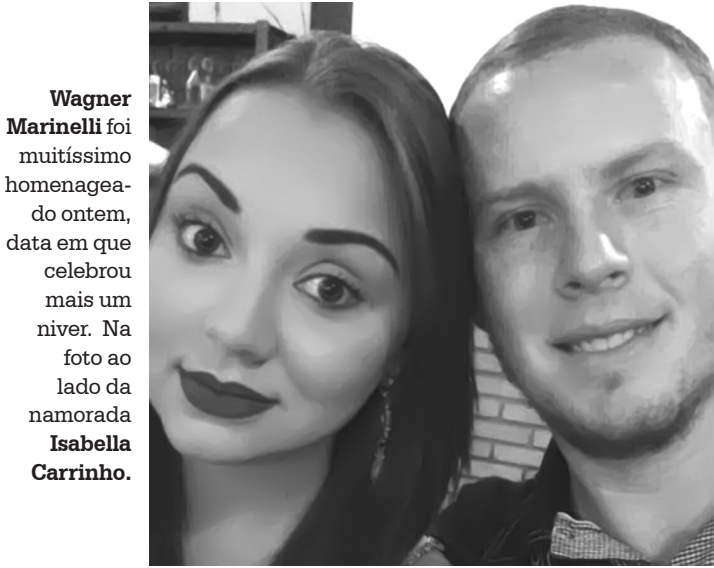 Wagner
Marinelli foi
muitíssimo
homenagea-
do ontem,
data em que
celebrou
mais um
niver. Na
foto ao
lado da
namorada
Isabella
Carrinho.